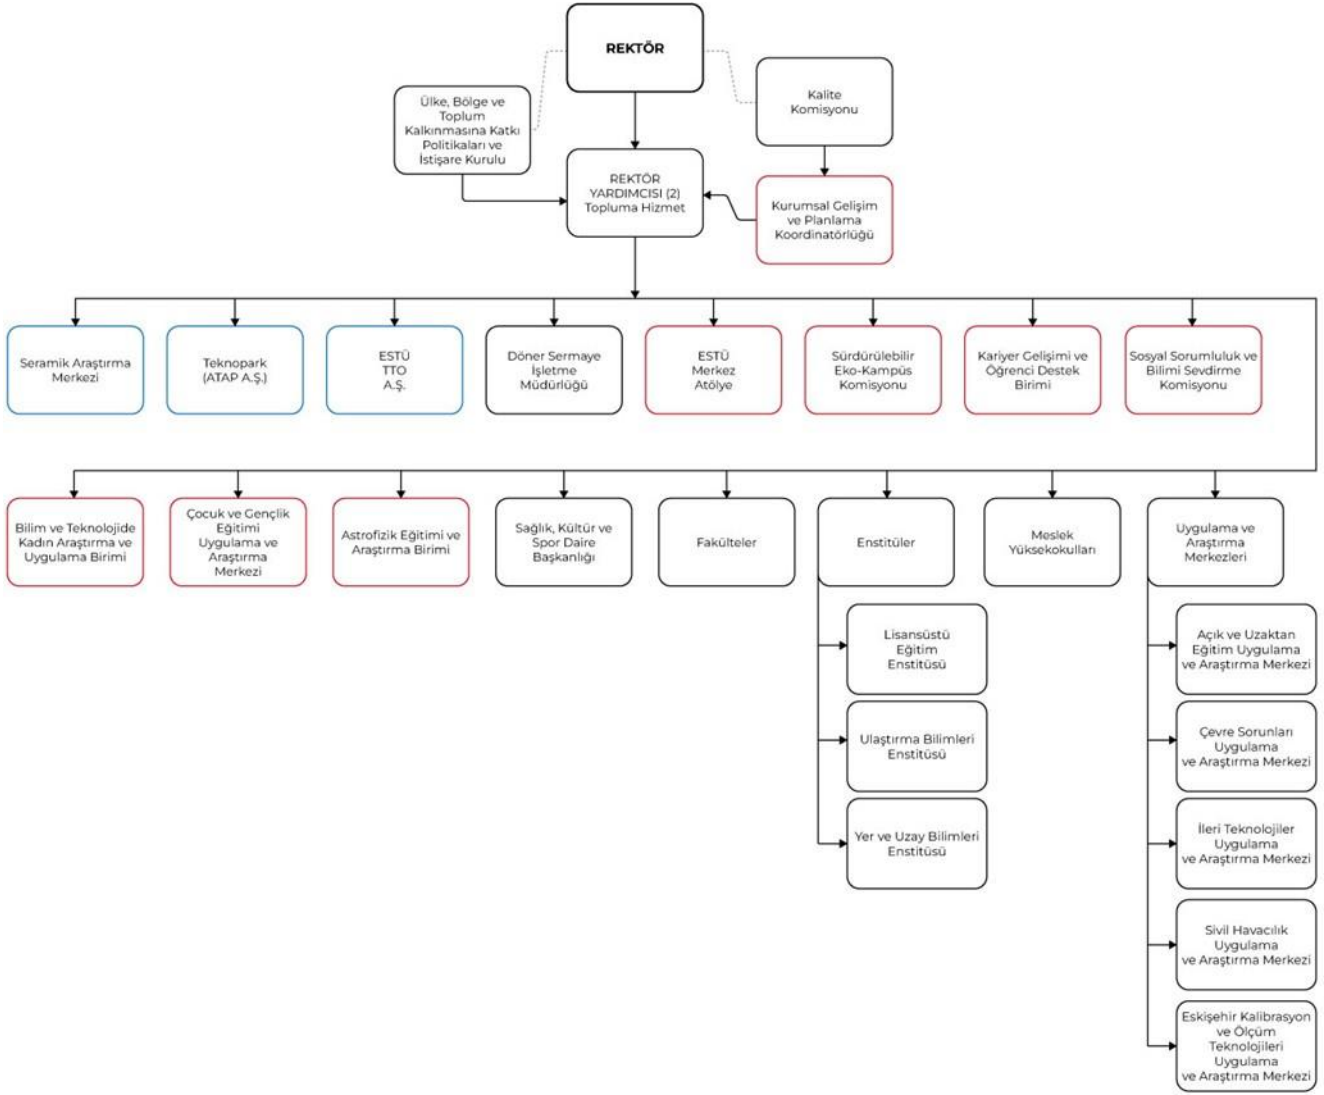 REKTÖR
Ülke, Bölge ve
Toplum
Kalkınmasına Katkı
Politikaları ve
İstişare Kurulu
Kalite
Komisyonu
REKTÖR
YARDIMCISI (2)
Topluma Hizmet
Kurumsal Gelişim
ve Planlama
Koordinatörlüğü
Seramik Araştırma
Merkezi
Teknopark
(ATAP A.Ş.)
ESTÜ
TTO
A.Ş.
Döner Sermaye
İşletme
Müdürlüğü
ESTÜ
Merkez
Atölye
Sürdürülebilir
Eko-Kampüs
Komisyonu
Kariyer Gelişimi ve
Öğrenci Destek
Birimi
Sosyal Sorumluluk ve
Bilimi Sevdirme
Komisyonu
Bilim ve Teknolojide
Kadın Araştırma ve
Uygulama Birimi
Çocuk ve Gençlik
Eğitimi
Uygulama ve
Araştırma
Merkezi
Astrofizik Eğitimi ve
Araştırma Birimi
Sağlık, Kültür ve
Spor Daire
Başkanlığı
Fakülteler
Enstitüler
Meslek
Yüksekokulları
Uygulama ve
Araştırma
Merkezleri
Lisansüstü
Eğitim
Enstitüsü
Ulaştırma Bilimleri
Enstitüsü
Yer ve Uzay Bilimleri
Enstitüsü
Açık ve Uzaktan
Eğitim Uygulama
ve Araştırma Merkezi
Çevre Sorunları
Uygulama
ve Araştırma Merkezi
İleri Teknolojiler
Uygulama
ve Araştırma Merkezi
Sivil Havacılık
Uygulama
ve Araştırma Merkezi
Eskişehir Kalibrasyon
ve Ölçüm
Teknolojileri
Uygulama
ve Araştırma Merkezi